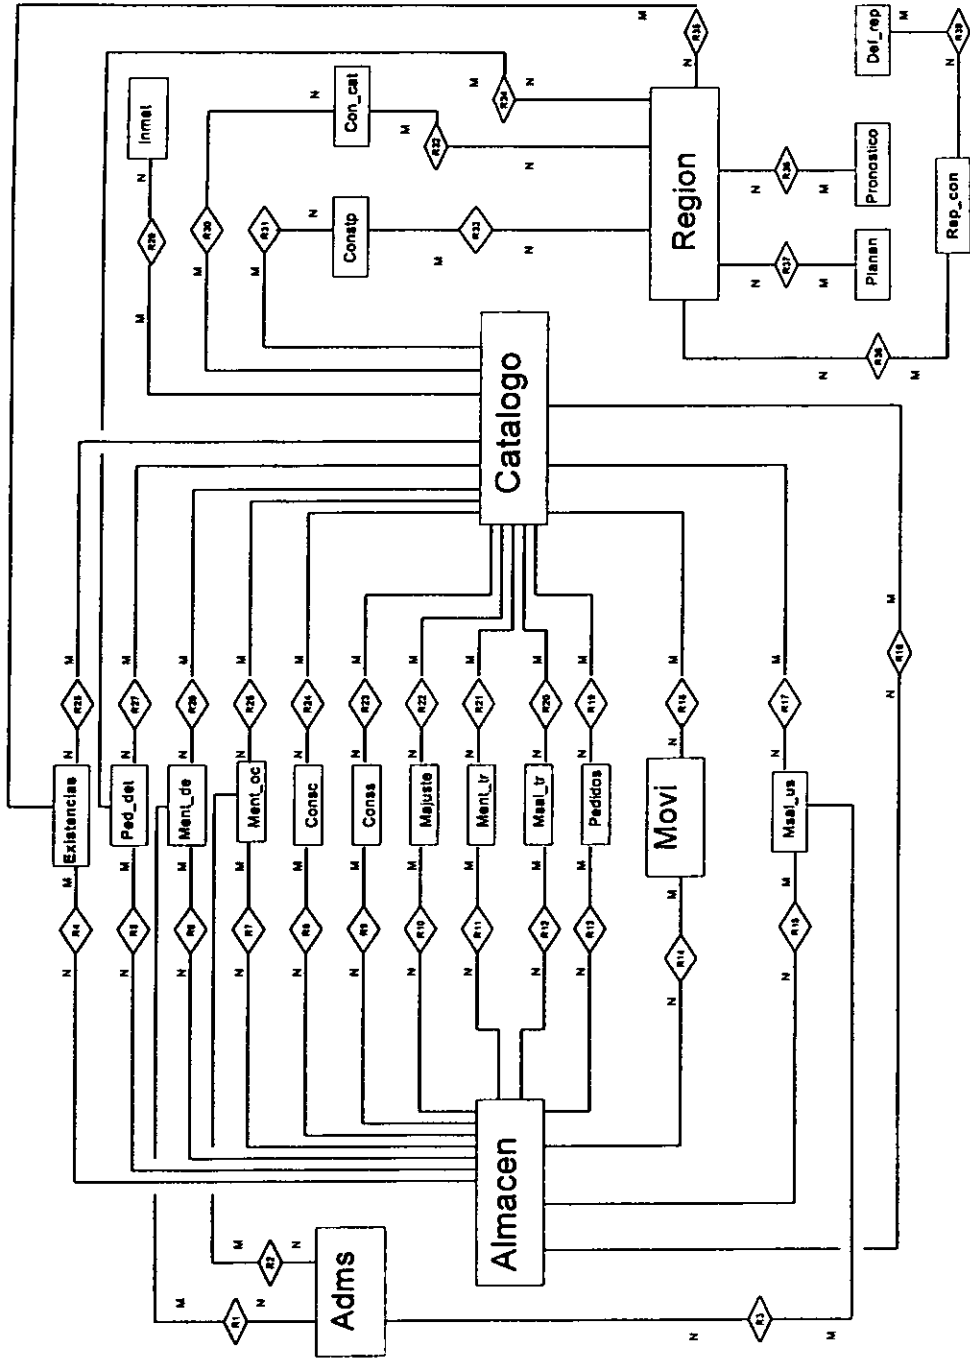 N R4 M Existencias N R28 M
N R5 M Ped_det N R27 M
M R29 N Inmat
M R1 N
N R6 M Ment_de N R26 M
M R30 N Con_cat
M R2 N
N R7 M Ment_oc N R25 M
M R31 N Constp
N R8 M Consc N R24 M
Adms
N R9 M Conss N R23 M
N R10 M Majuste N R22 M
M R32 N
M R33 N
M R34 N
N R11 M Ment_tr N R21 M
Almacen
Catalogo
N R12 M Msal_tr N R20 M
N R13 M Pedidos N R19 M
N R14 M Movi N R18 M
Region
M R35 N
N R3 M
N R15 M Msal_us N R17 M
N R37 M Planan
N R36 M Pronostico
N R16 M
N R38 M Rep_con
Def_rep
M R39 N